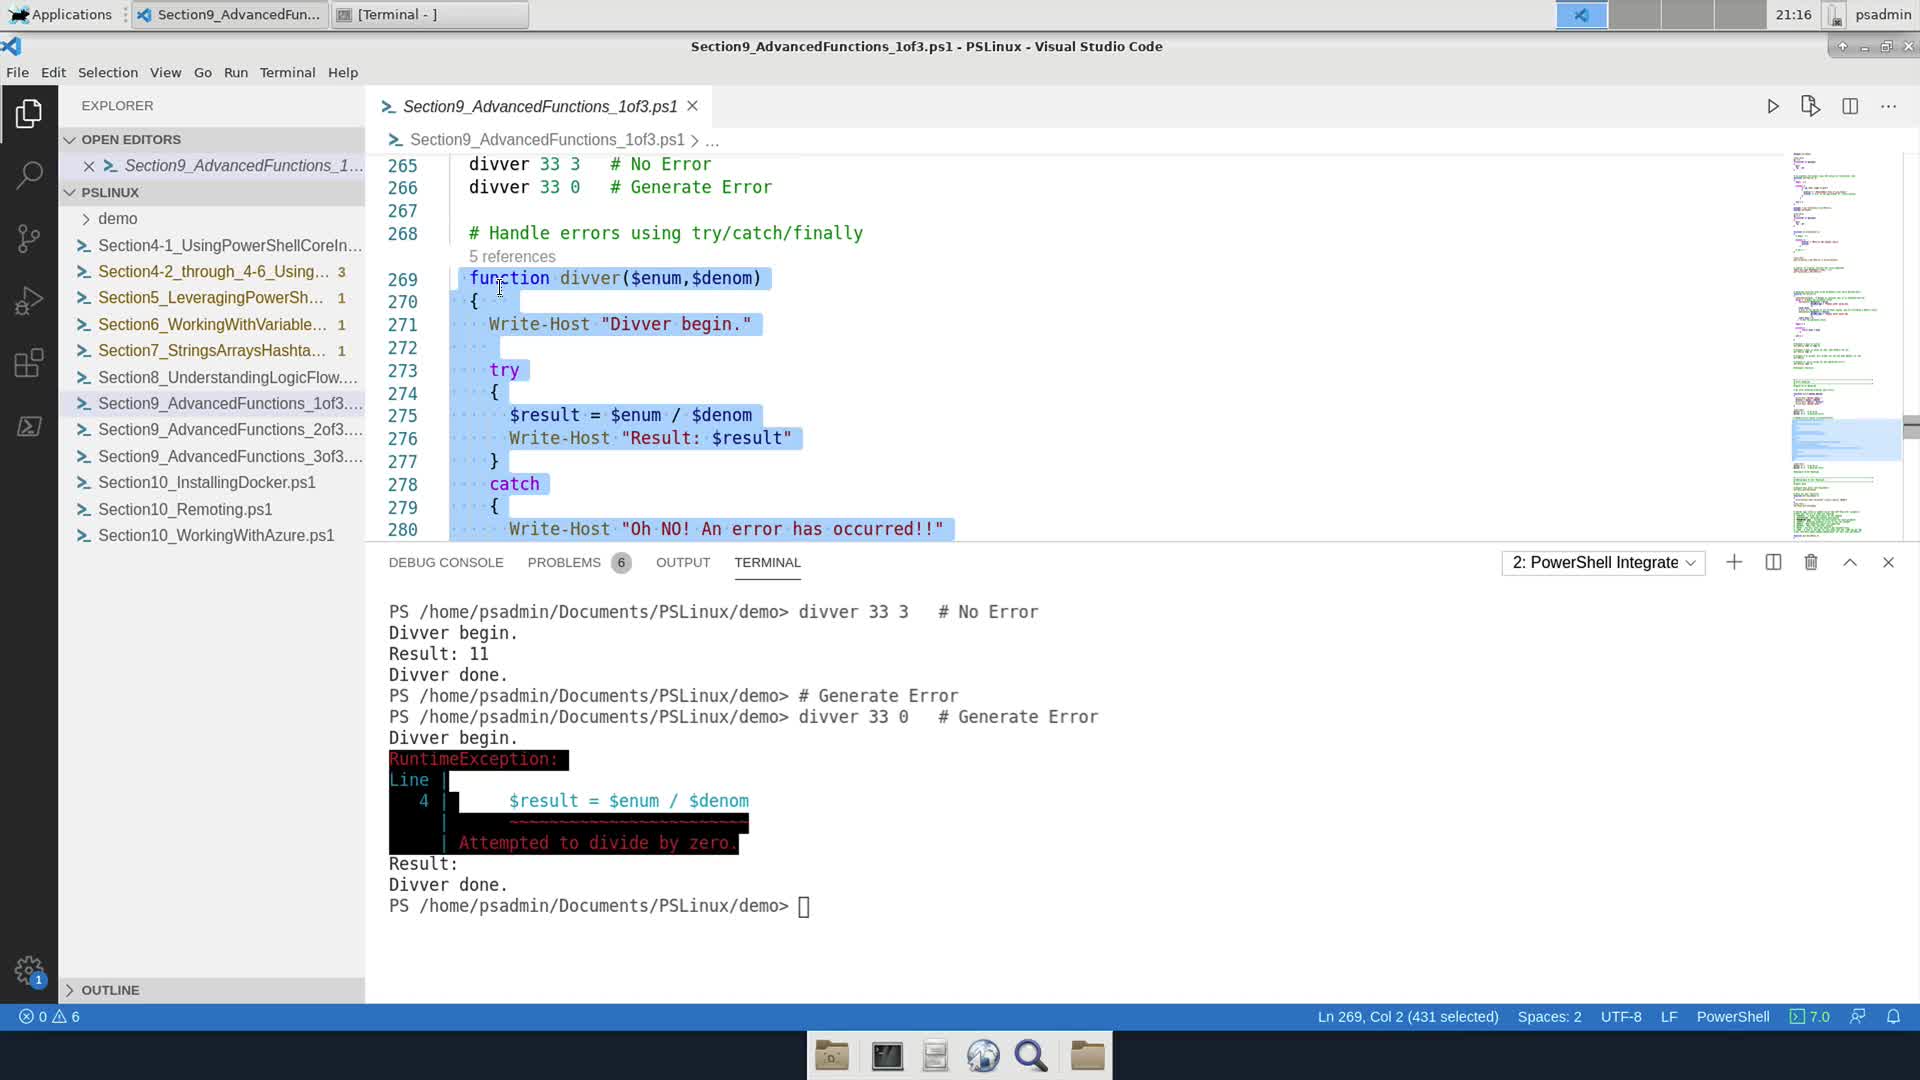 Applications
Section9_AdvancedFun...
[Terminal - ]
21:16
psadmin
Section9_AdvancedFunctions_1of3.ps1 - PSLinux - Visual Studio Code
File Edit Selection View Go Run Terminal Help
EXPLORER
OPEN EDITORS
Section9_AdvancedFunctions_1...
PSLINUX
demo
Section4-1_UsingPowerShellCoreIn...
Section4-2_through_4-6_Using... 3
Section5_LeveragingPowerSh... 1
Section6_WorkingWithVariable... 1
Section7_StringsArraysHashta... 1
Section8_UnderstandingLogicFlow....
Section9_AdvancedFunctions_1of3....
Section9_AdvancedFunctions_2of3....
Section9_AdvancedFunctions_3of3....
Section10_InstallingDocker.ps1
Section10_Remoting.ps1
Section10_WorkingWithAzure.ps1
OUTLINE
1
Section9_AdvancedFunctions_1of3.ps1
Section9_AdvancedFunctions_1of3.ps1 > ...
265 divver 33 3 # No Error
266 divver 33 0 # Generate Error
267
268 # Handle errors using try/catch/finally
5 references
269 function divver($enum,$denom)
270 {
271 Write-Host "Divver begin."
272
273 try
274 {
275 $result = $enum / $denom
276 Write-Host "Result: $result"
277 }
278 catch
279 {
280 Write-Host "Oh NO! An error has occurred!!"
DEBUG CONSOLE PROBLEMS 6 OUTPUT TERMINAL
2: PowerShell Integrate
PS /home/psadmin/Documents/PSLinux/demo> divver 33 3 # No Error
Divver begin.
Result: 11
Divver done.
PS /home/psadmin/Documents/PSLinux/demo> # Generate Error
PS /home/psadmin/Documents/PSLinux/demo> divver 33 0 # Generate Error
Divver begin.
RuntimeException:
Line |
4 | $result = $enum / $denom
| ~~~~~~~~~~~~~~~~~~~~~~~~
| Attempted to divide by zero.
Result:
Divver done.
PS /home/psadmin/Documents/PSLinux/demo>
0 6
Ln 269, Col 2 (431 selected) Spaces: 2 UTF-8 LF PowerShell 7.0